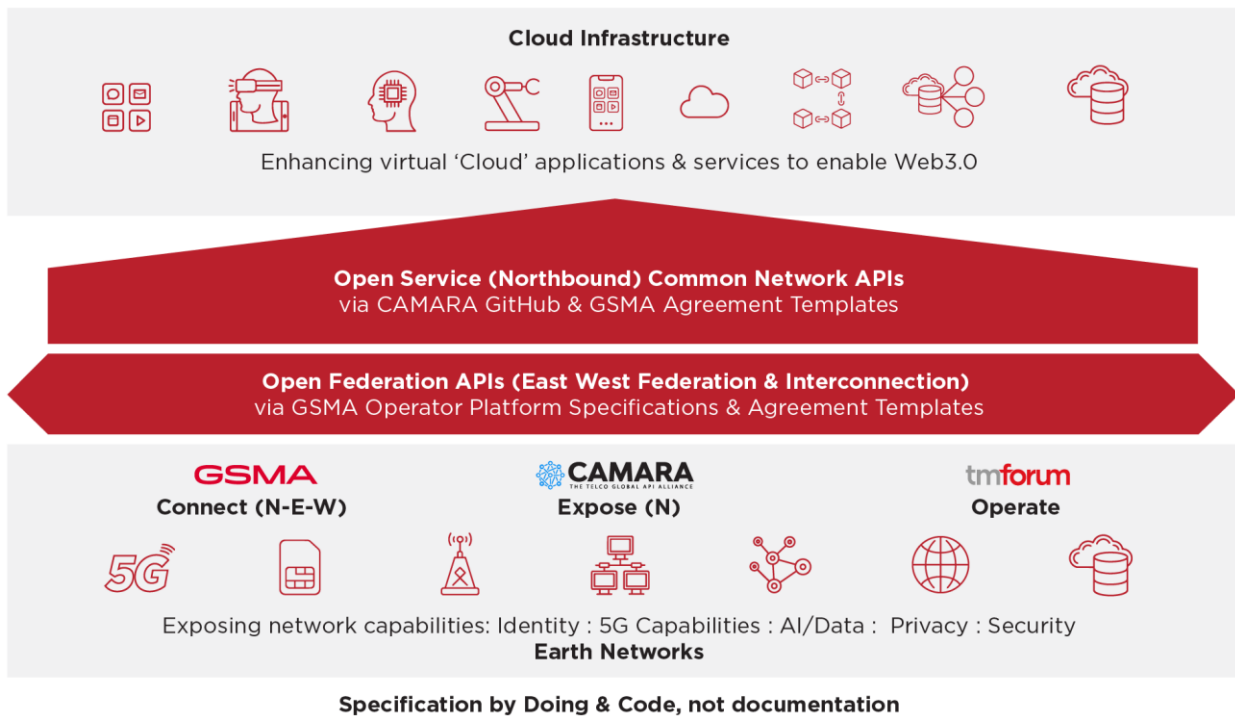 Cloud Infrastructure
Enhancing virtual ‘Cloud’ applications & services to enable Web3.0
Open Service (Northbound) Common Network APIs
via CAMARA GitHub & GSMA Agreement Templates
Open Federation APIs (East West Federation & Interconnection)
via GSMA Operator Platform Specifications & Agreement Templates
GSMA
Connect (N-E-W)
CAMARA
THE TELCO GLOBAL API ALLIANCE
Expose (N)
tmforum
Operate
5G
Exposing network capabilities: Identity : 5G Capabilities : AI/Data : Privacy : Security
Earth Networks
Specification by Doing & Code, not documentation